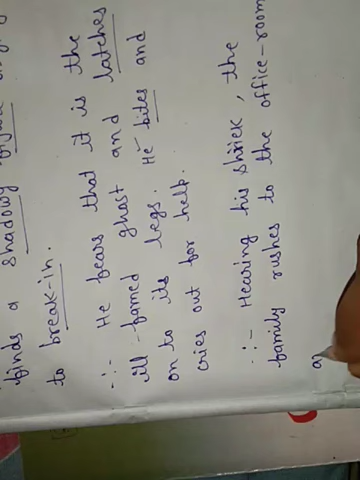 finds a shadowy
to break-in.
∴- He fears that it is the
ill-famed ghost and latches
on to its legs. He bites and
cries out for help.
∴- Hearing his shriek, the
family rushes to the office-room
a